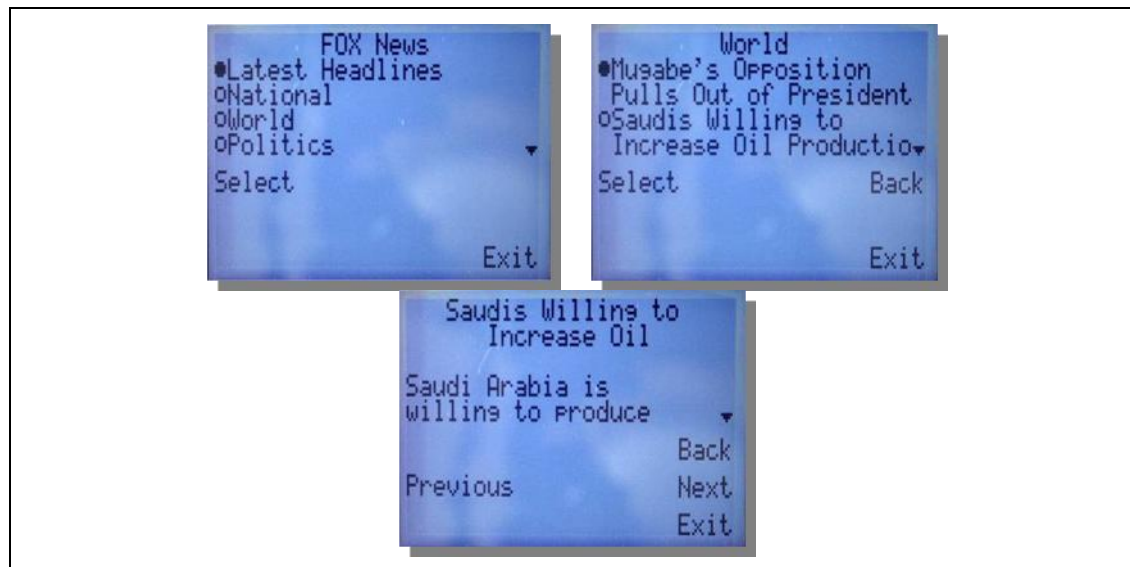 FOX News
Latest Headlines
National
World
Politics
Select
Exit
World
Mugabe's Opposition
Pulls Out of President
Saudis Willing to
Increase Oil Productio
Select Back
Exit
Saudis Willing to
Increase Oil
Saudi Arabia is
willing to produce
Back
Previous Next
Exit